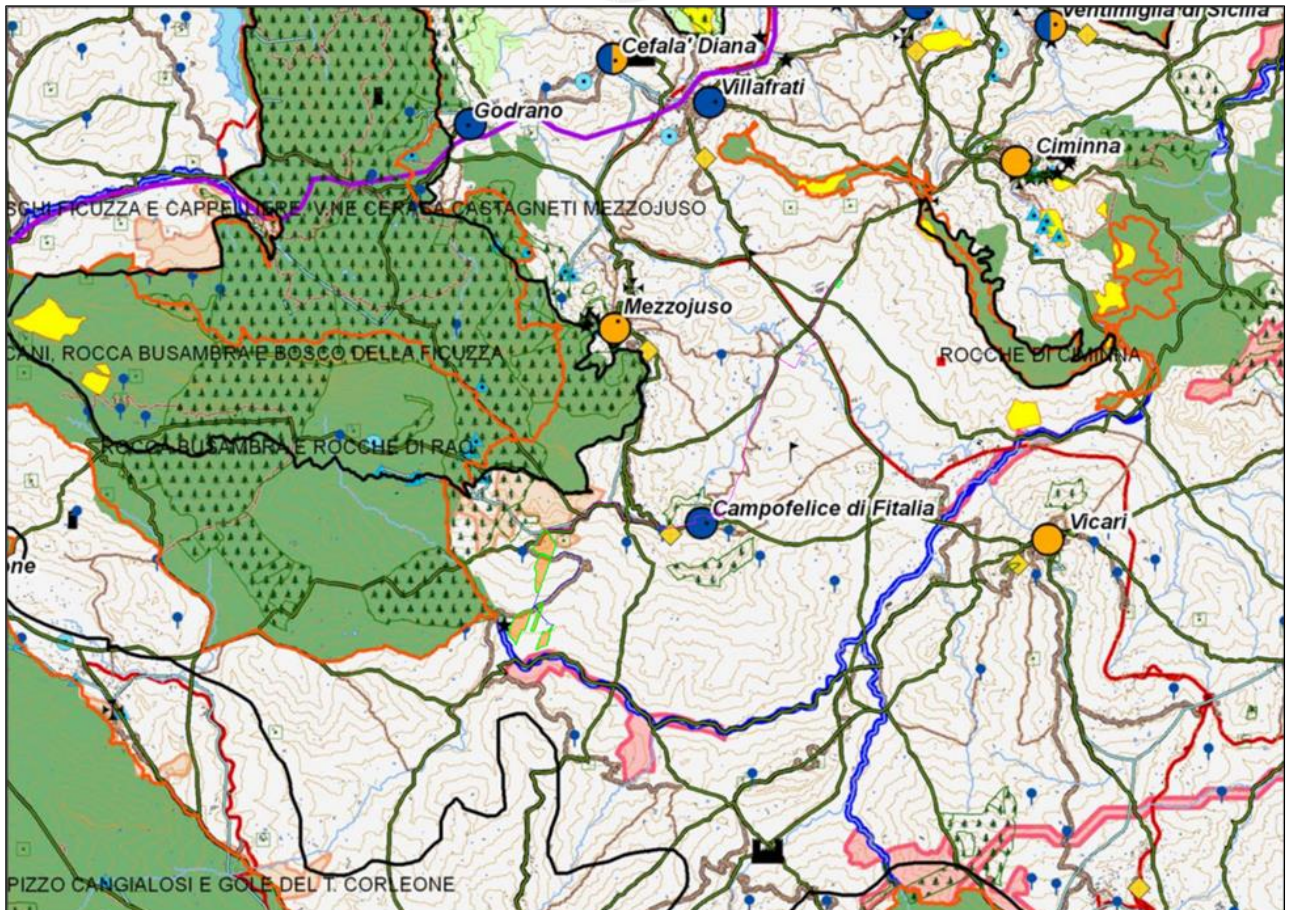 Ventimiglia di Sicilia
Cefala' Diana
Villafrati
Godrano
Ciminna
SCHI FICUZZA E CAPPELLIERE, V.NE CERASA CASTAGNETI MEZZOJUSO
Mezzojuso
CANI, ROCCA BUSAMBRA E BOSCO DELLA FICUZZA
ROCCHE DI CIMINNA
ROCCA BUSAMBRA E ROCCHE DI RAO
Campofelice di Fitalia
Vicari
one
PIZZO CANGIALOSI E GOLE DEL T. CORLEONE